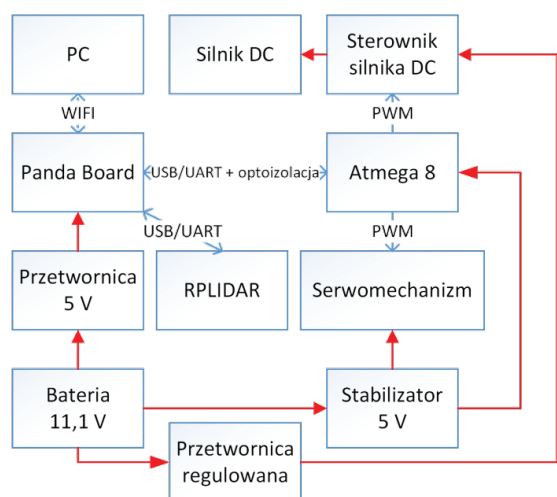 PC
Silnik DC
Sterownik
silnika DC
WIFI
PWM
Panda Board
USB/UART + optoizolacja
Atmega 8
USB/UART
PWM
Przetwornica
5 V
RPLIDAR
Serwomechanizm
Bateria
11,1 V
Stabilizator
5 V
Przetwornica
regulowana